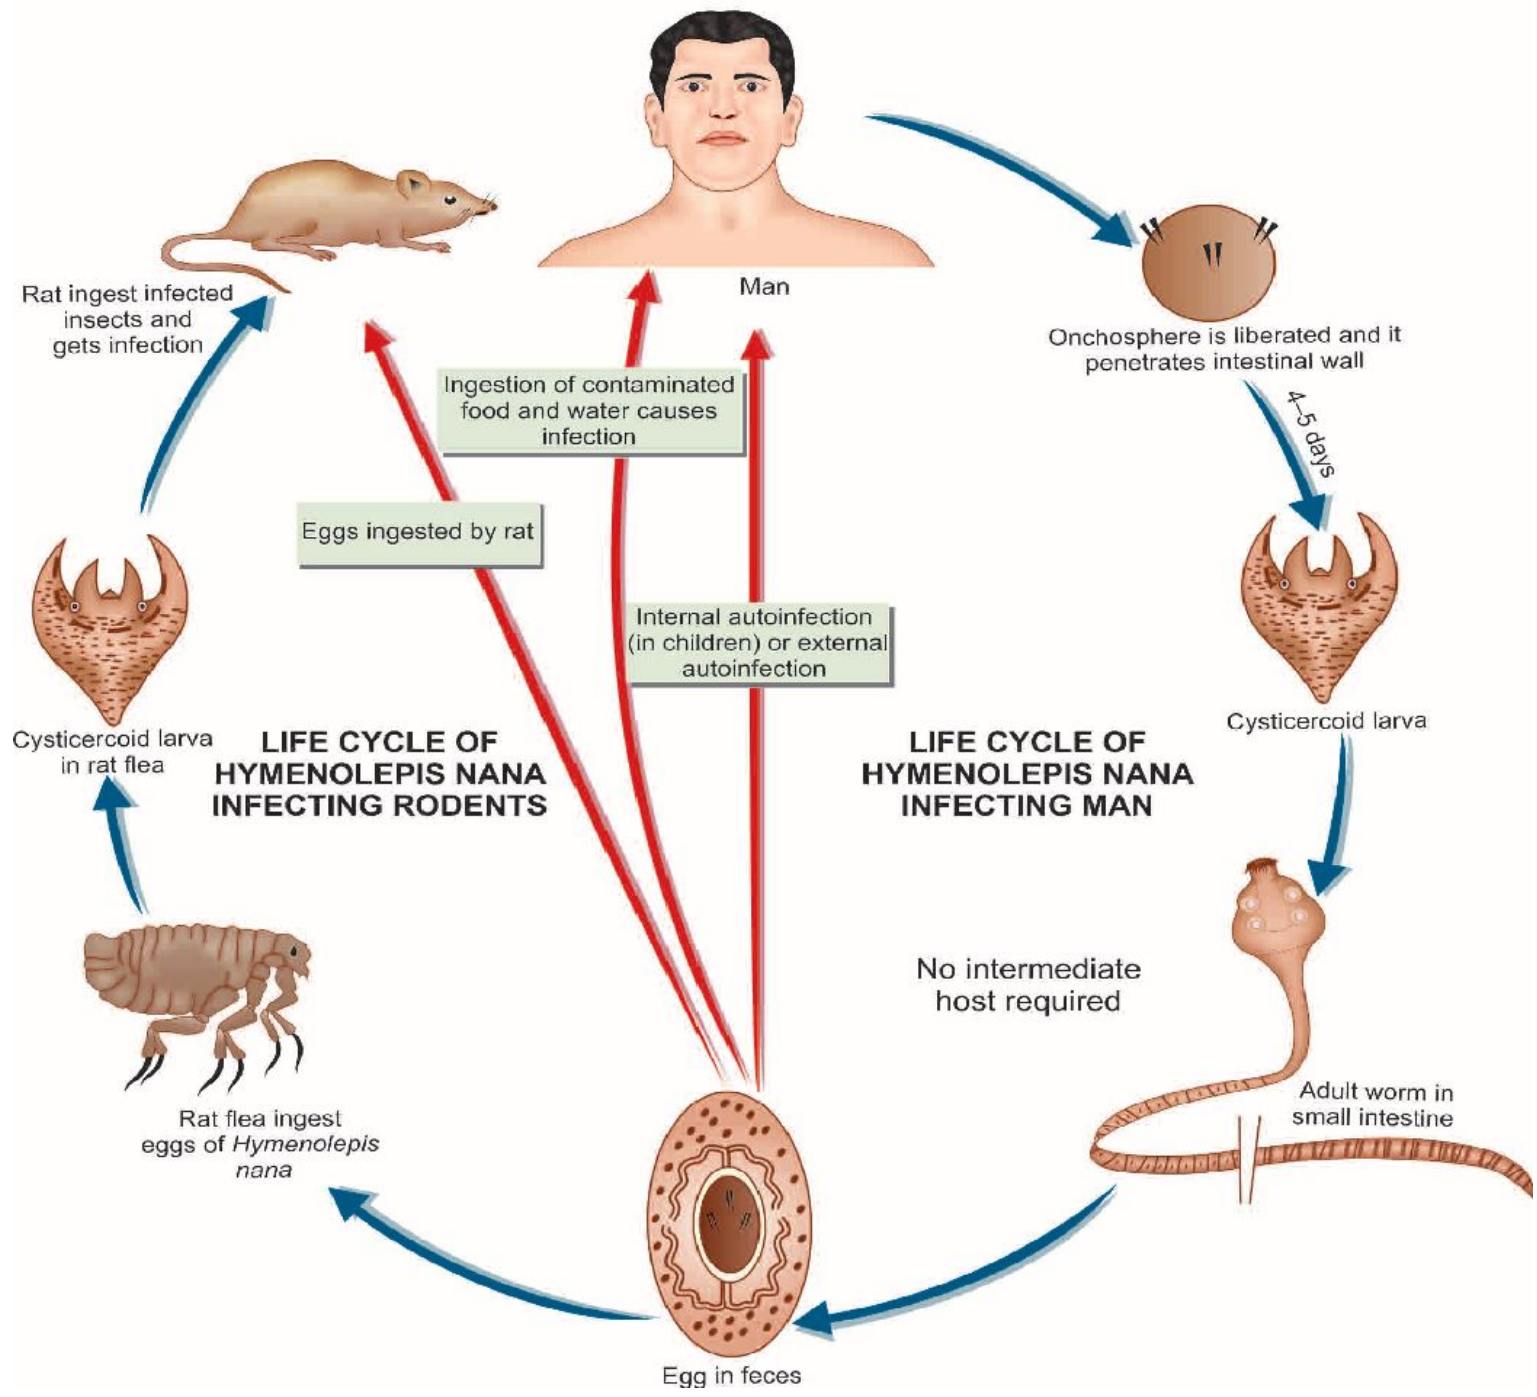 Man
Rat ingest infected
insects and
gets infection
Onchosphere is liberated and it
penetrates intestinal wall
4–5 days
Ingestion of contaminated
food and water causes
infection
Eggs ingested by rat
Internal autoinfection
(in children) or external
autoinfection
Cysticercoid larva
Cysticercoid larva
in rat flea
LIFE CYCLE OF
HYMENOLEPIS NANA
INFECTING RODENTS
LIFE CYCLE OF
HYMENOLEPIS NANA
INFECTING MAN
No intermediate
host required
Adult worm in
small intestine
Rat flea ingest
eggs of Hymenolepis
nana
Egg in feces